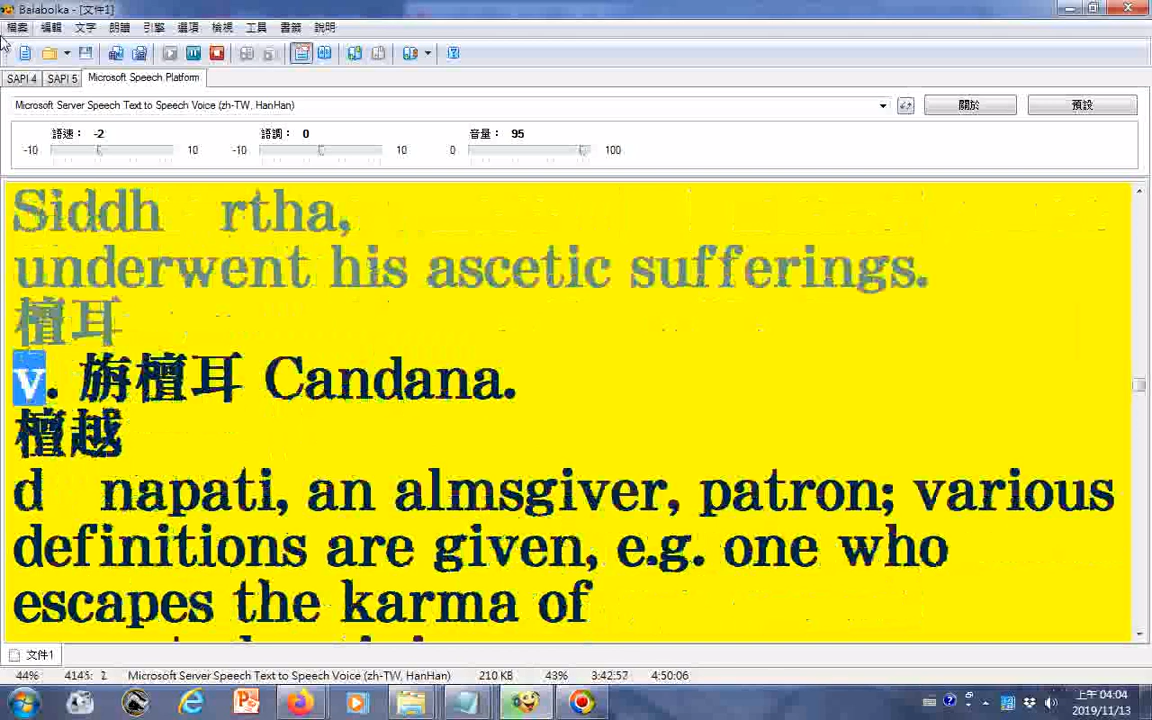 Balabolka - [文件1]
檔案 編輯 文字 朗讀 引擎 選項 檢視 工具 書籤 說明
SAPI 4 SAPI 5 Microsoft Speech Platform
Microsoft Server Speech Text to Speech Voice (zh-TW, HanHan) 關於 預設
語速： -2 語調： 0 音量： 95
-10 10 -10 10 0 100
Siddh rtha,
underwent his ascetic sufferings.
檀耳
v. 旃檀耳 Candana.
檀越
d napati, an almsgiver, patron; various
definitions are given, e.g. one who
escapes the karma of
文件1
44% Microsoft Server Speech Text to Speech Voice (zh-TW, HanHan) 210 KB 43% 3:42:57 4:50:06
上午 04:04
2019/11/13